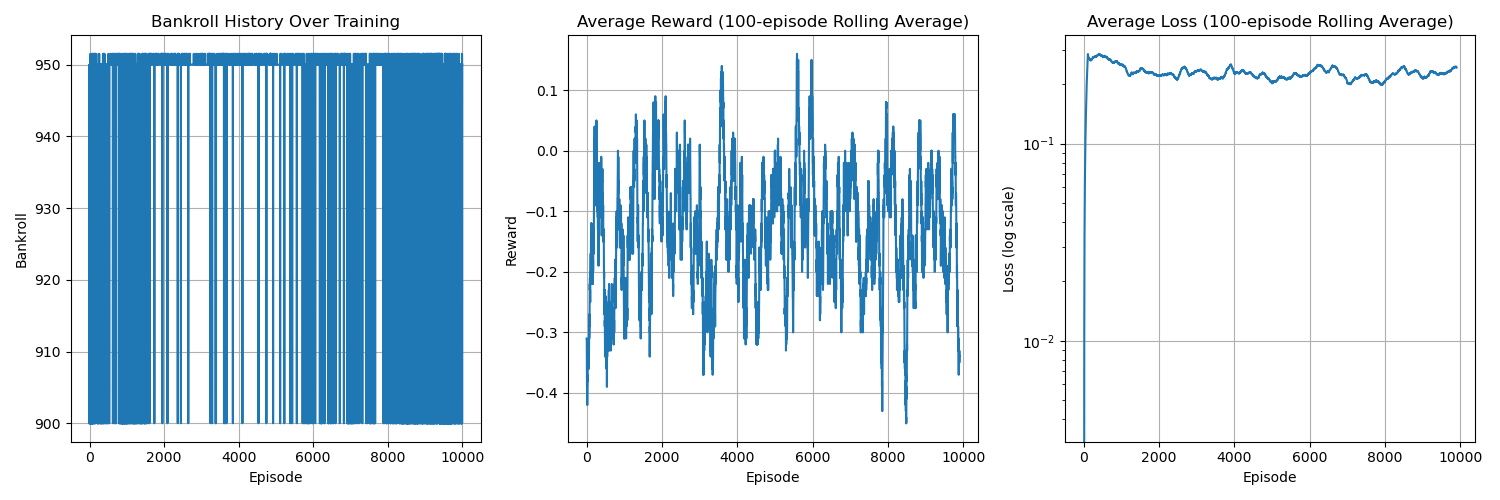 Bankroll History Over Training
950
940
930
920
910
900
Bankroll
0 2000 4000 6000 8000 10000
Episode
Average Reward (100-episode Rolling Average)
0.1
0.0
−0.1
−0.2
−0.3
−0.4
Reward
0 2000 4000 6000 8000 10000
Episode
Average Loss (100-episode Rolling Average)
10⁻¹
10⁻²
Loss (log scale)
0 2000 4000 6000 8000 10000
Episode